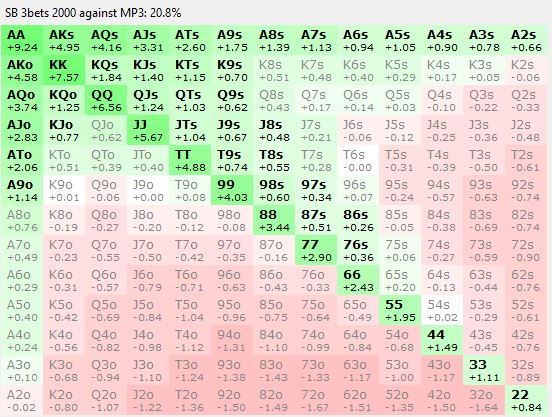 SB 3bets 2000 against MP3: 20.8%
AA AKs AQs AJs ATs A9s A8s A7s A6s A5s A4s A3s A2s
+9.24 +4.95 +4.16 +3.31 +2.60 +1.75 +1.39 +1.13 +0.94 +1.05 +0.90 +0.78 +0.66
AKo KK KQs KJs KTs K9s K8s K7s K6s K5s K4s K3s K2s
+4.58 +7.57 +1.84 +1.40 +1.15 +0.70 +0.51 +0.48 +0.40 +0.29 +0.17 +0.05 -0.06
AQo KQo QQ QJs QTs Q9s Q8s Q7s Q6s Q5s Q4s Q3s Q2s
+3.74 +1.25 +6.56 +1.24 +1.03 +0.62 +0.43 +0.17 +0.14 +0.03 -0.10 -0.22 -0.33
AJo KJo QJo JJ JTs J9s J8s J7s J6s J5s J4s J3s J2s
+2.83 +0.77 +0.62 +5.67 +1.04 +0.67 +0.48 +0.21 -0.06 -0.12 -0.25 -0.36 -0.48
ATo KTo QTo JTo TT T9s T8s T7s T6s T5s T4s T3s T2s
+2.06 +0.51 +0.39 +0.40 +4.88 +0.74 +0.55 +0.28 -0.00 -0.31 -0.39 -0.50 -0.61
A9o K9o Q9o J9o T9o 99 98s 97s 96s 95s 94s 93s 92s
+1.14 +0.01 -0.06 +0.00 +0.08 +4.03 +0.60 +0.34 +0.07 -0.24 -0.57 -0.63 -0.74
A8o K8o Q8o J8o T8o 98o 88 87s 86s 85s 84s 83s 82s
+0.76 -0.19 -0.27 -0.20 -0.12 -0.08 +3.44 +0.51 +0.26 -0.05 -0.38 -0.69 -0.74
A7o K7o Q7o J7o T7o 97o 87o 77 76s 75s 74s 73s 72s
+0.49 -0.23 -0.55 -0.50 -0.42 -0.35 -0.16 +2.90 +0.36 +0.06 -0.27 -0.59 -0.90
A6o K6o Q6o J6o T6o 96o 86o 76o 66 65s 64s 63s 62s
+0.29 -0.31 -0.57 -0.79 -0.71 -0.63 -0.43 -0.33 +2.43 +0.20 -0.13 -0.44 -0.76
A5o K5o Q5o J5o T5o 95o 85o 75o 65o 55 54s 53s 52s
+0.40 -0.42 -0.69 -0.84 -1.04 -0.96 -0.75 -0.64 -0.49 +1.95 +0.02 -0.29 -0.61
A4o K4o Q4o J4o T4o 94o 84o 74o 64o 54o 44 43s 42s
+0.24 -0.56 -0.82 -0.98 -1.12 -1.31 -1.10 -0.99 -0.84 -0.68 +1.49 -0.45 -0.76
A3o K3o Q3o J3o T3o 93o 83o 73o 63o 53o 43o 33 32s
+0.10 -0.68 -0.94 -1.10 -1.24 -1.38 -1.43 -1.33 -1.17 -1.00 -1.17 +1.11 -0.89
A2o K2o Q2o J2o T2o 92o 82o 72o 62o 52o 42o 32o 22
-0.02 -0.80 -1.07 -1.22 -1.36 -1.50 -1.49 -1.67 -1.51 -1.35 -1.50 -1.64 +0.84